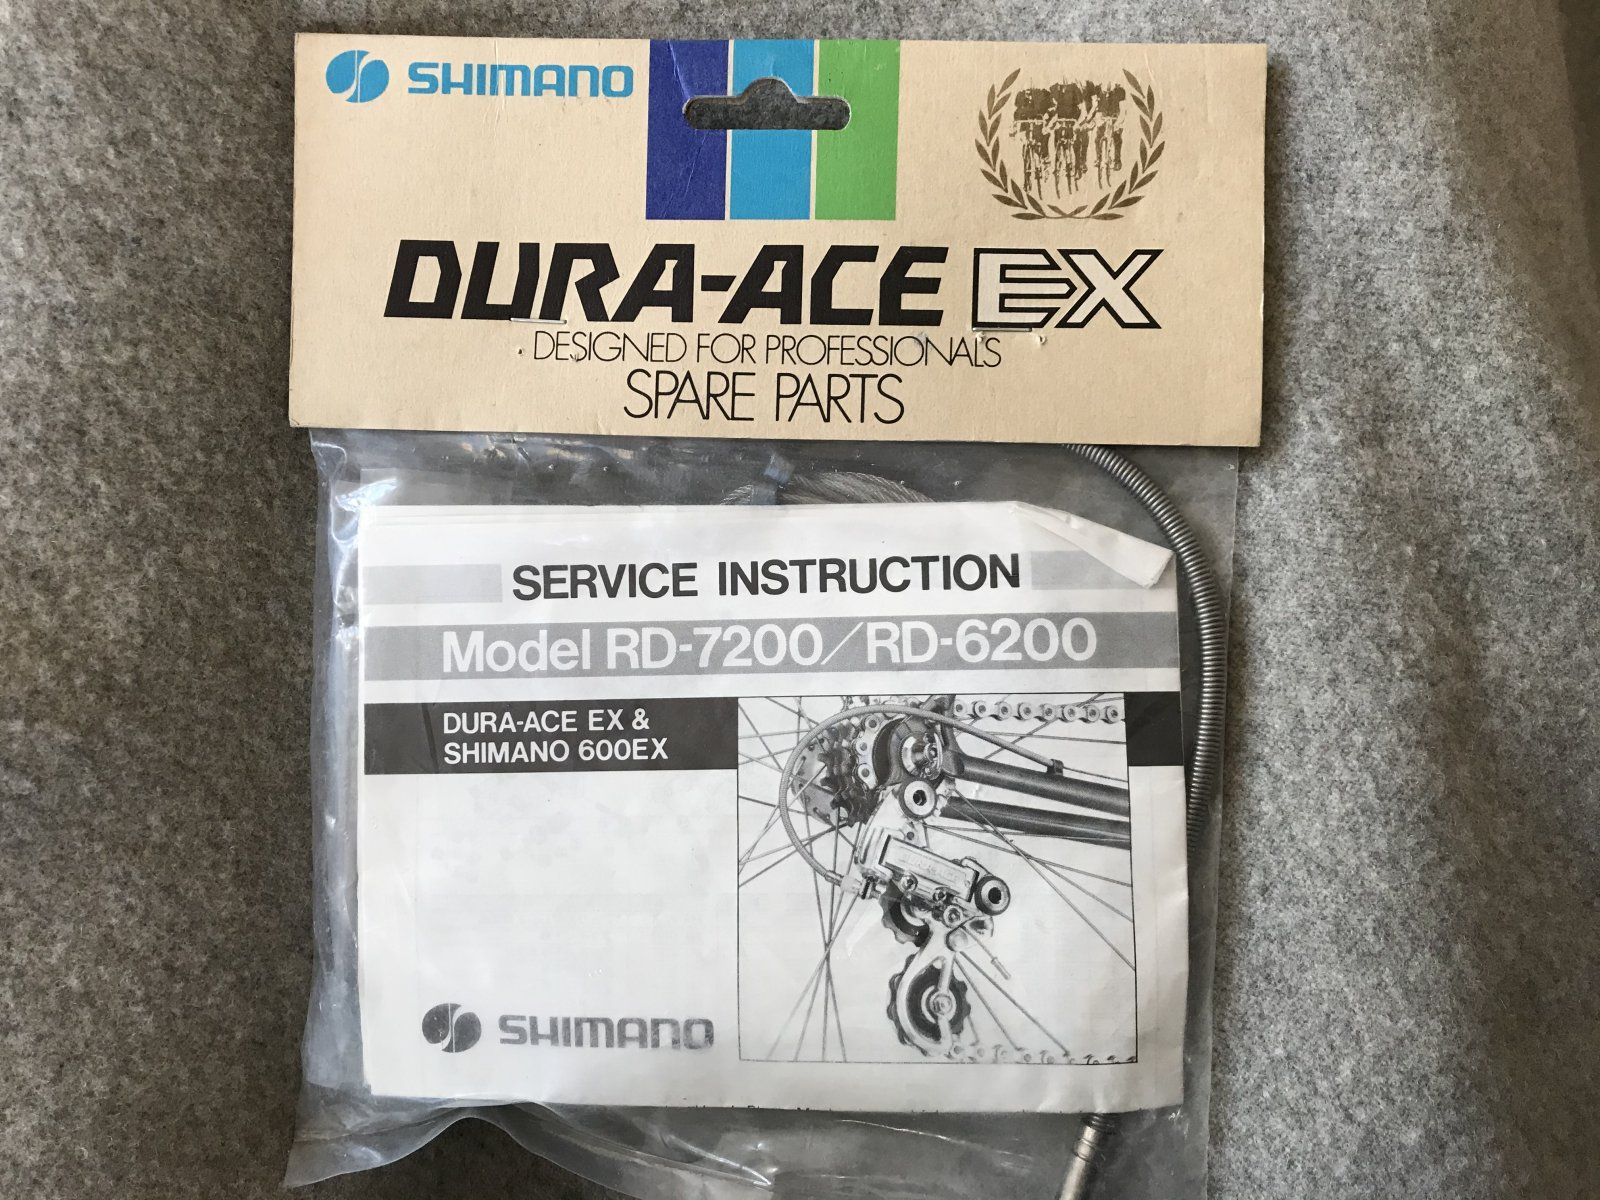 SHIMANO
DURA-ACE EX
DESIGNED FOR PROFESSIONALS
SPARE PARTS
SERVICE INSTRUCTION
Model RD-7200/RD-6200
DURA-ACE EX &
SHIMANO 600EX
SHIMANO